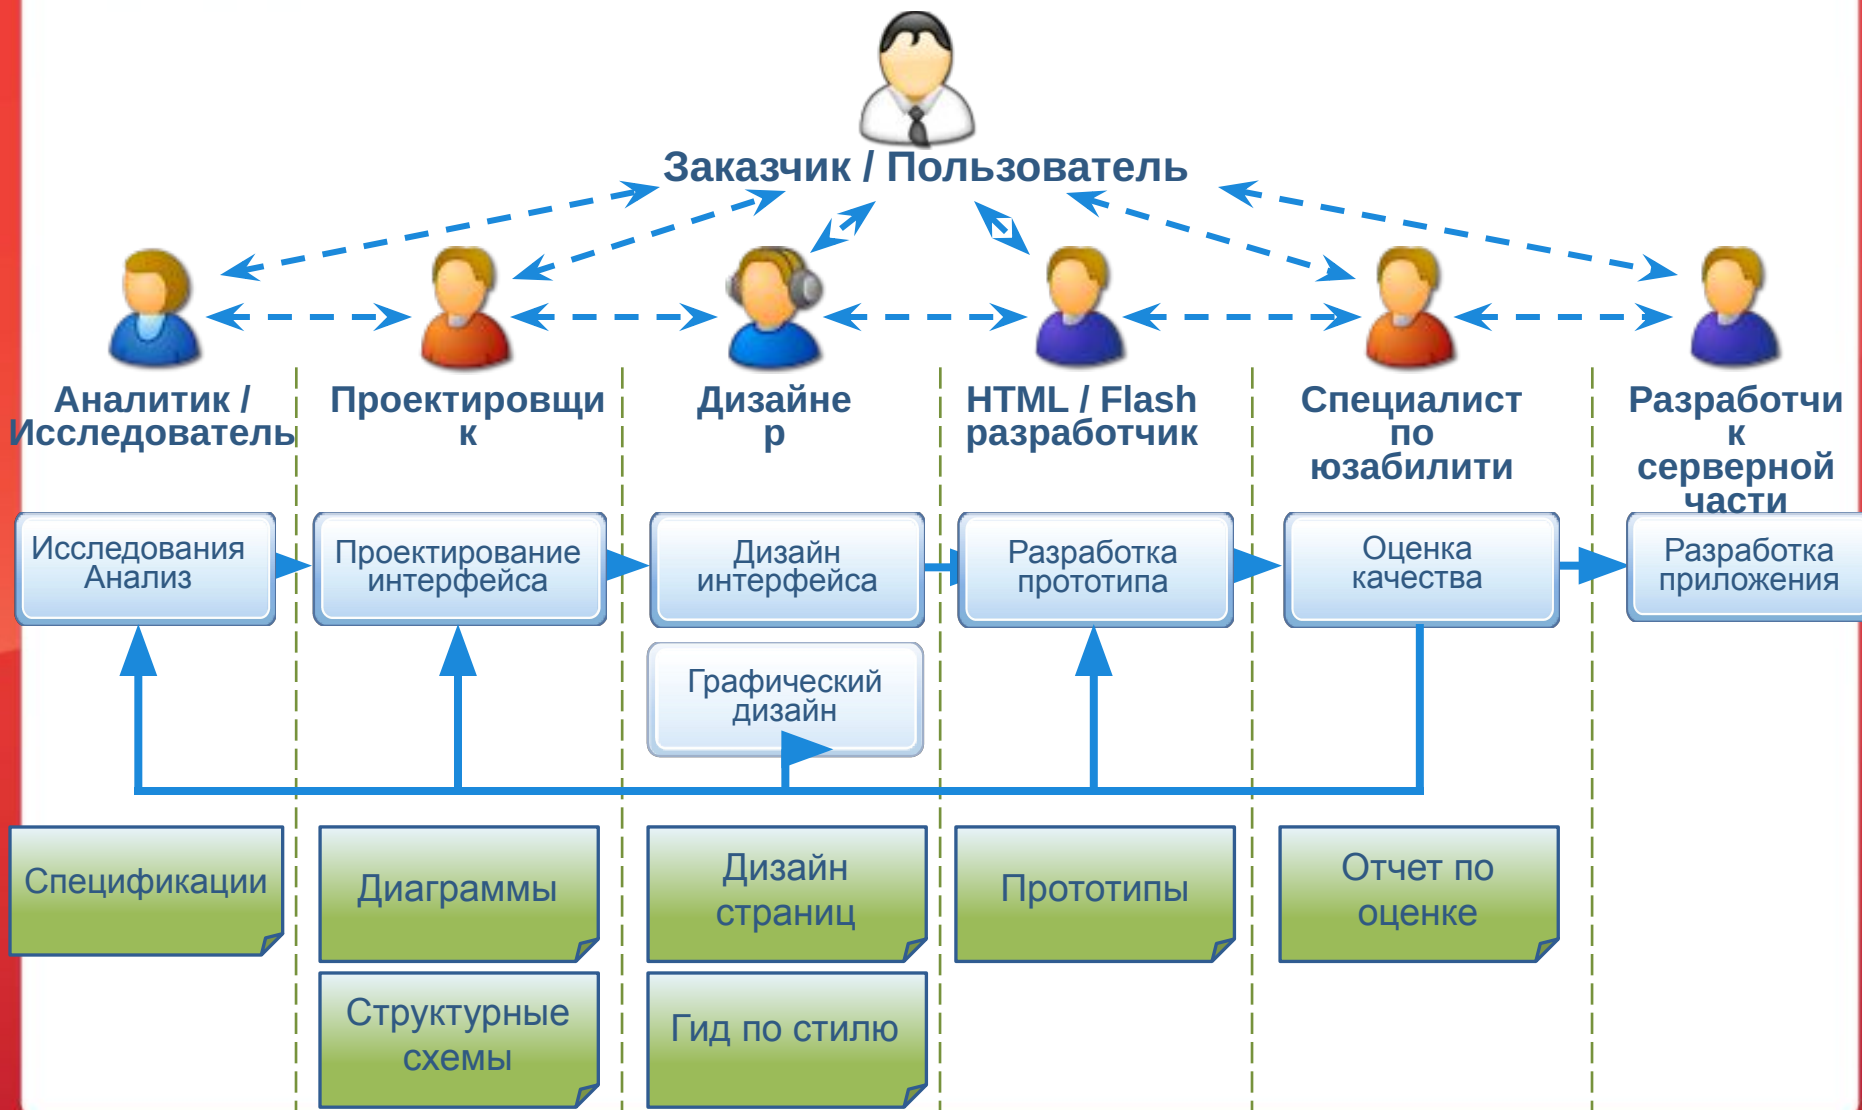 Заказчик / Пользователь
Аналитик /
Исследователь
Проектировщи
к
Дизайне
р
HTML / Flash
разработчик
Специалист
по
юзабилити
Разработчи
к
серверной
части
Исследования
Анализ
Проектирование
интерфейса
Дизайн
интерфейса
Разработка
прототипа
Оценка
качества
Разработка
приложения
Графический
дизайн
Спецификации
Диаграммы
Дизайн
страниц
Прототипы
Отчет по
оценке
Структурные
схемы
Гид по стилю